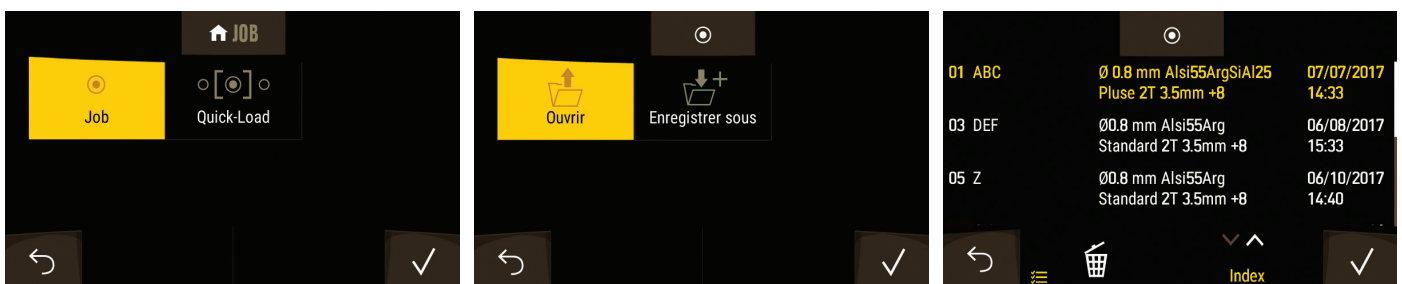 JOB
Job
Quick-Load
Ouvrir
Enregistrer sous
01 ABC
Ø 0.8 mm Alsi55ArgSiAl25
07/07/2017
Pluse 2T 3.5mm +8
14:33
03 DEF
Ø0.8 mm Alsi55Arg
06/08/2017
Standard 2T 3.5mm +8
15:33
05 Z
Ø0.8 mm Alsi55Arg
06/10/2017
Standard 2T 3.5mm +8
14:40
Index